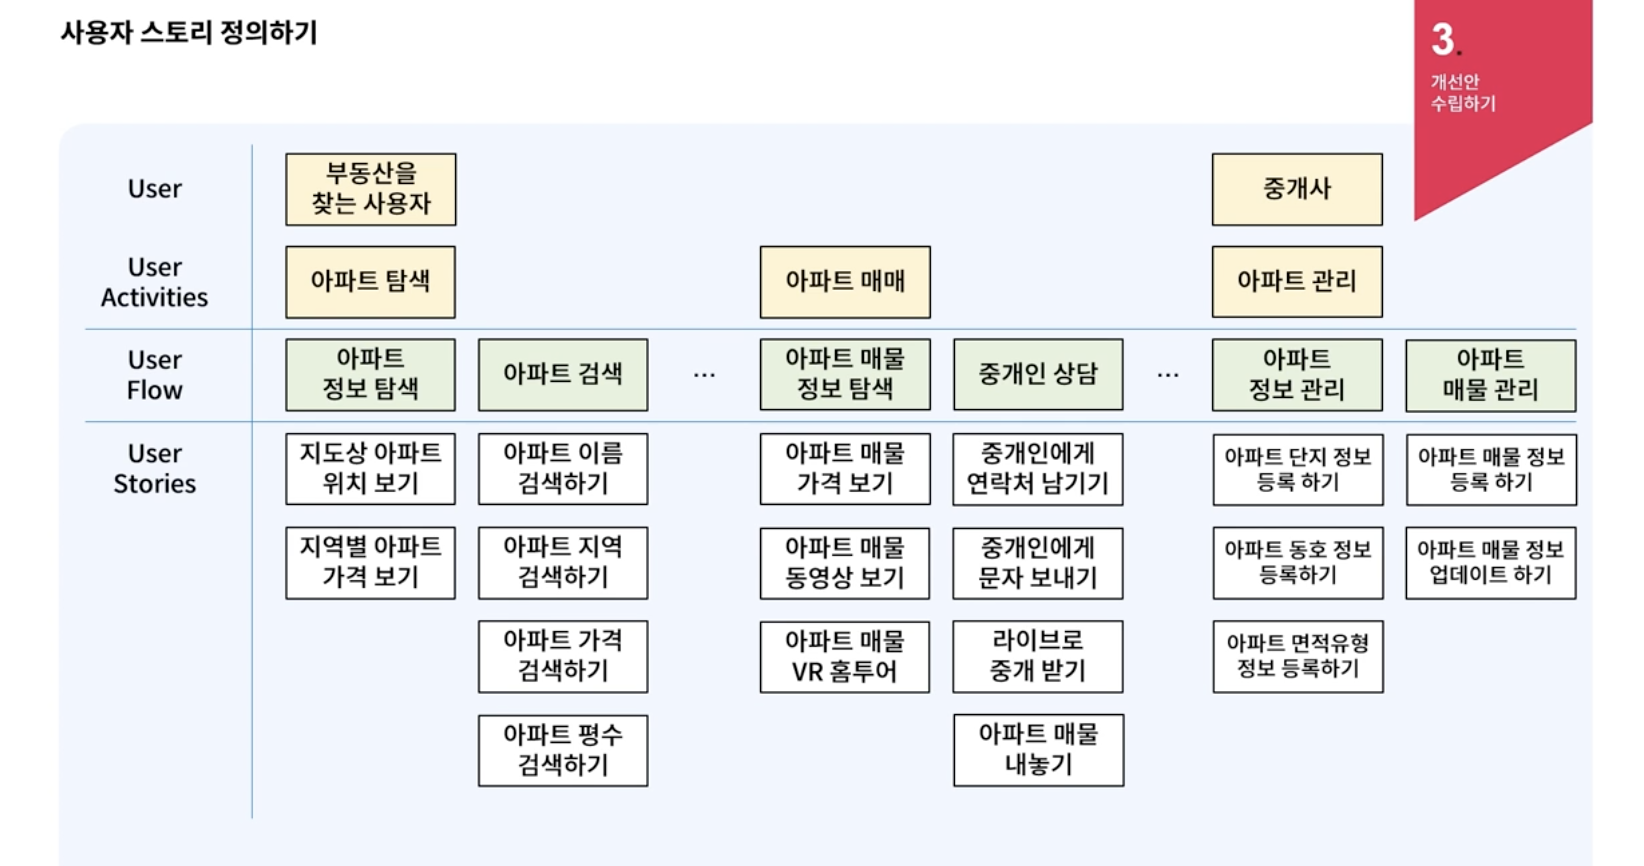 사용자 스토리 정의하기
3.
개선안
수립하기
User
부동산을
찾는 사용자
중개사
User
Activities
아파트 탐색
아파트 매매
아파트 관리
User
Flow
아파트
정보 탐색
아파트 검색
...
아파트 매물
정보 탐색
중개인 상담
...
아파트
정보 관리
아파트
매물 관리
User
Stories
지도상 아파트
위치 보기
아파트 이름
검색하기
아파트 매물
가격 보기
중개인에게
연락처 남기기
아파트 단지 정보
등록 하기
아파트 매물 정보
등록 하기
지역별 아파트
가격 보기
아파트 지역
검색하기
아파트 매물
동영상 보기
중개인에게
문자 보내기
아파트 동호 정보
등록하기
아파트 매물 정보
업데이트 하기
아파트 가격
검색하기
아파트 매물
VR 홈투어
라이브로
중개 받기
아파트 면적유형
정보 등록하기
아파트 평수
검색하기
아파트 매물
내놓기